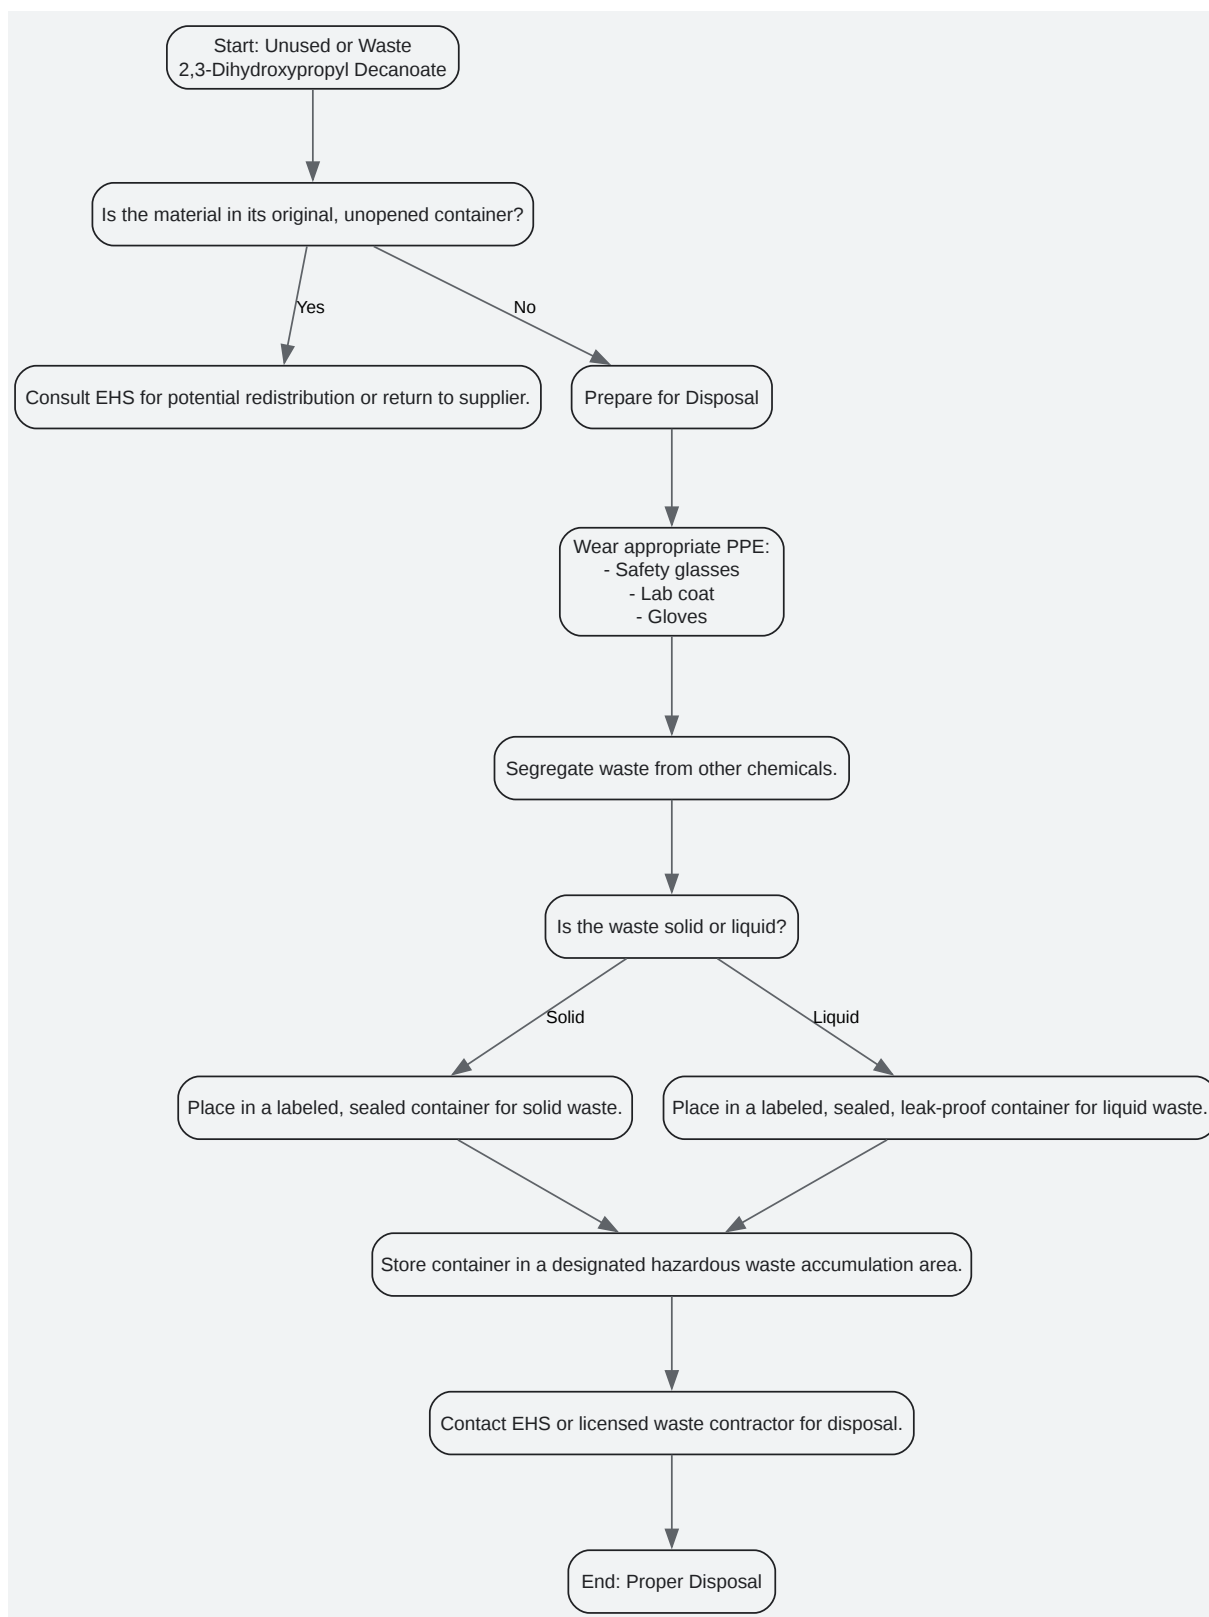 Start: Unused or Waste
2,3-Dihydroxypropyl Decanoate
Is the material in its original, unopened container?
Yes
No
Consult EHS for potential redistribution or return to supplier.
Prepare for Disposal
Wear appropriate PPE:
- Safety glasses
- Lab coat
- Gloves
Segregate waste from other chemicals.
Is the waste solid or liquid?
Solid
Liquid
Place in a labeled, sealed container for solid waste.
Place in a labeled, sealed, leak-proof container for liquid waste.
Store container in a designated hazardous waste accumulation area.
Contact EHS or licensed waste contractor for disposal.
End: Proper Disposal